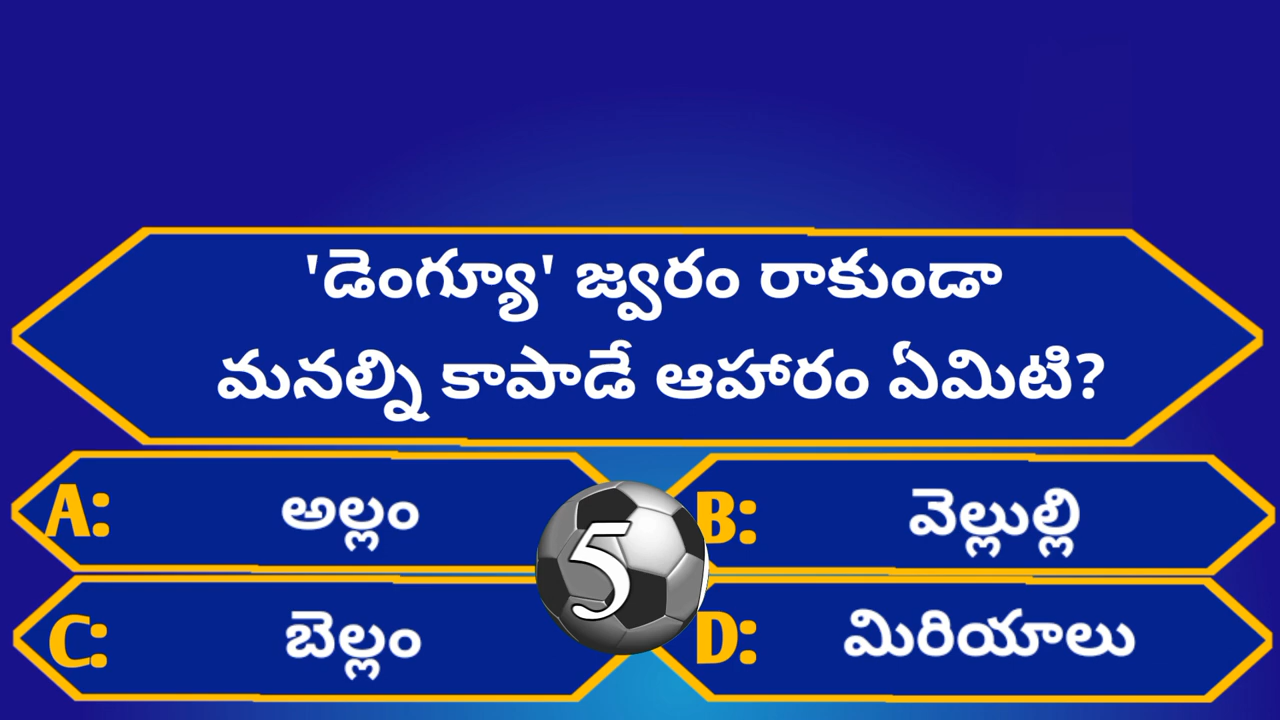 'డెంగ్యూ' జ్వరం రాకుండా
మనల్ని కాపాడే ఆహారం ఏమిటి?
A: అల్లం
B: వెల్లుల్లి
5
C: బెల్లం
D: మిరియాలు